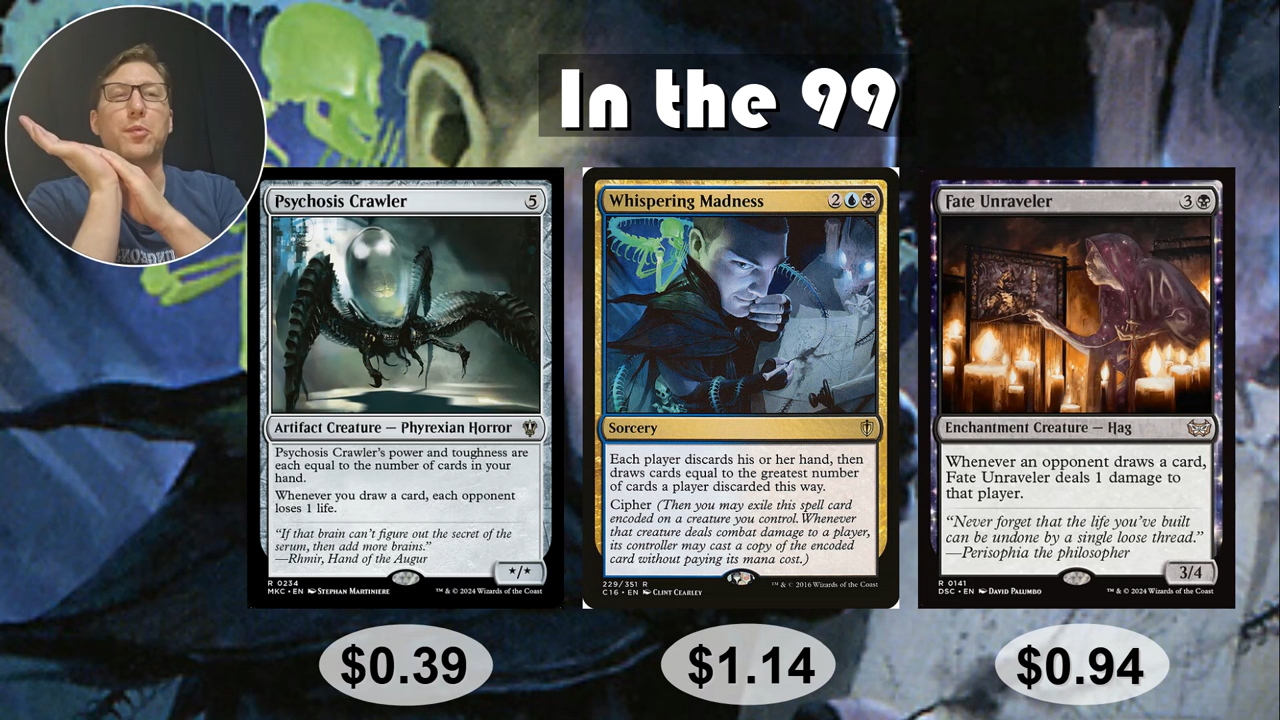 In the 99
Psychosis Crawler 5
Artifact Creature — Phyrexian Horror
Psychosis Crawler's power and toughness are
each equal to the number of cards in your
hand.
Whenever you draw a card, each opponent
loses 1 life.
"If that brain can't figure out the secret of the
serum, then add more brains."
—Rhmir, Hand of the Augur
*/*
R 0234
MKC • EN STEPHAN MARTINIERE
™ & © 2024 Wizards of the Coast
$0.39
Whispering Madness 2
Sorcery
Each player discards his or her hand, then
draws cards equal to the greatest number
of cards a player discarded this way.
Cipher (Then you may exile this spell card
encoded on a creature you control. Whenever
that creature deals combat damage to a player,
its controller may cast a copy of the encoded
card without paying its mana cost.)
229/351 R
C16 • EN CLINT CEARLEY
™ & © 2016 Wizards of the Coast
$1.14
Fate Unraveler 3
Enchantment Creature — Hag
Whenever an opponent draws a card,
Fate Unraveler deals 1 damage to
that player.
"Never forget that the life you've built
can be undone by a single loose thread."
—Perisophia the philosopher
3/4
R 0141
DSC • EN DAVID PALUMBO
™ & © 2024 Wizards of the Coast
$0.94